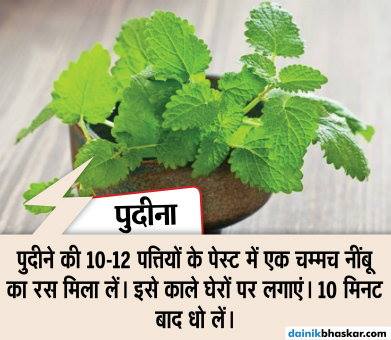 पुदीना
पुदीने की 10-12 पत्तियों के पेस्ट में एक चम्मच नींबू
का रस मिला लें। इसे काले घेरों पर लगाएं। 10 मिनट
बाद धो लें।
dainikbhaskar.com